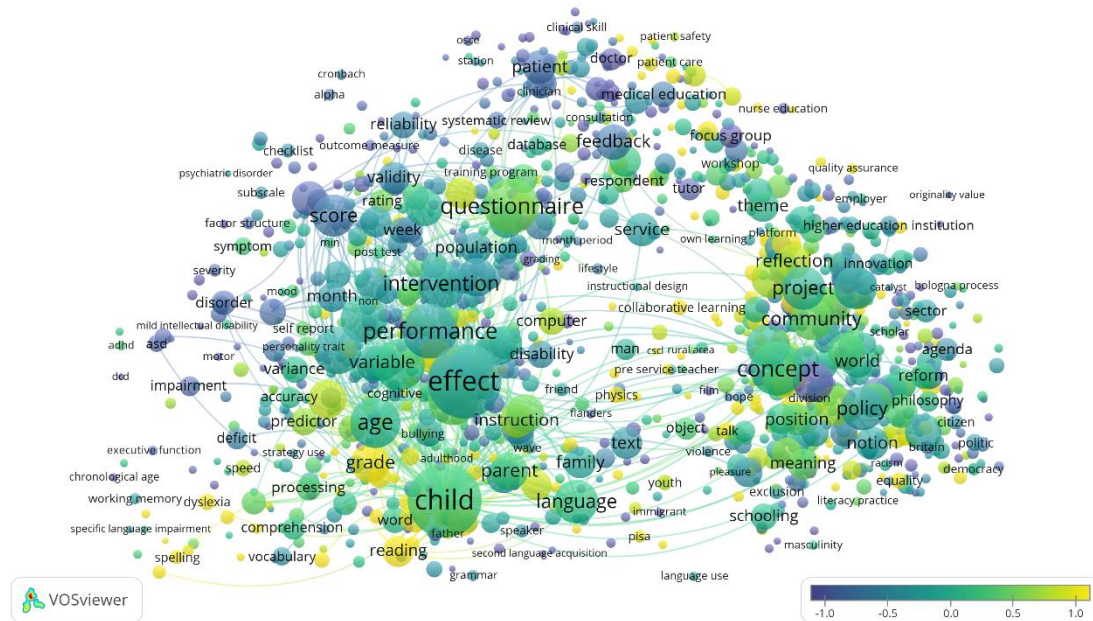 clinical skill
osce
patient safety
station
doctor
patient care
patient
cronbach
clinician
medical education
alpha
nurse education
consultation
reliability
systematic review
focus group
feedback
outcome measure
database
checklist
disease
workshop
quality assurance
training program
psychiatric disorder
validity
respondent
tutor
subscale
originality value
rating
employer
questionnaire
theme
score
factor structure
higher education institution
week
service
platform
min
own learning
symptom
population
month period
post test
grading
reflection
innovation
severity
lifestyle
mood
intervention
instructional design
project
catalyst
bologna process
month
non
disorder
collaborative learning
sector
computer
community
mild intellectual disability
self report
performance
scholar
asd
adhd
personality trait
man
cscl
rural area
agenda
motor
disability
variable
world
variance
pre service teacher
concept
dcd
effect
reform
impairment
cognitive
friend
physics
film
hope
accuracy
division
philosophy
policy
flanders
predictor
age
instruction
position
citizen
object
talk
deficit
bullying
text
notion
britain
politic
wave
executive function
strategy use
violence
adulthood
grade
family
meaning
racism
democracy
speed
parent
pleasure
chronological age
equality
youth
processing
exclusion
working memory
dyslexia
child
language
literacy practice
immigrant
schooling
word
specific language impairment
comprehension
father
speaker
pisa
masculinity
reading
spelling
vocabulary
second language acquisition
grammar
language use
VOSviewer
-1.0 -0.5 0.0 0.5 1.0